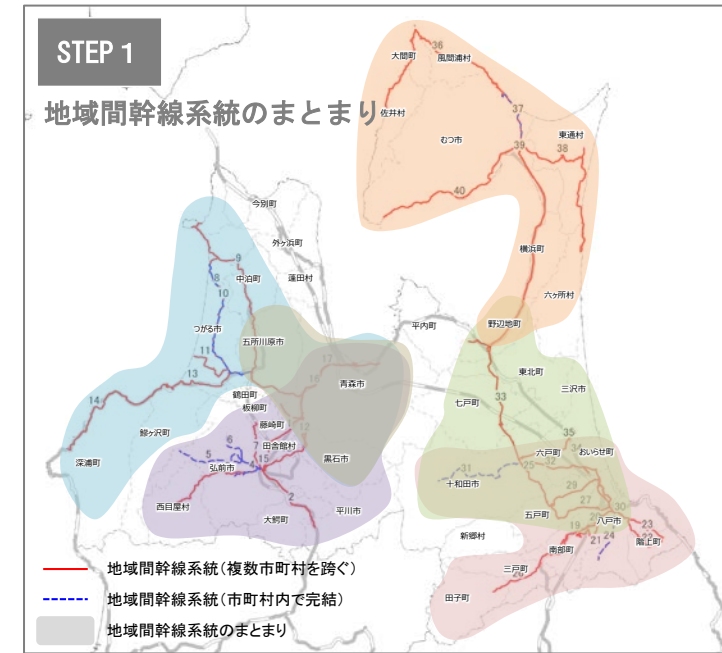 STEP 1
地域間幹線系統のまとまり
大間町
36
風間浦村
佐井村
37
むつ市
39
東通村
38
40
今別町
外ヶ浜町
蓬田村
横浜町
六ヶ所村
9
中泊町
8
10
つがる市
五所川原市
平内町
野辺地町
11
17
13
16
青森市
東北町
三沢市
14
鶴田町
板柳町
七戸町
33
藤崎町
12
鰺ヶ沢町
6
7
田舎館村
35
34
深浦町
5
4
15
弘前市
黒石市
六戸町
おいらせ町
25
32
31
十和田市
29
西目屋村
2
大鰐町
平川市
27
五戸町
30
八戸市
19
23
新郷村
21
24
22
階上町
南部町
三戸町
田子町
地域間幹線系統(複数市町村を跨ぐ)
地域間幹線系統(市町村内で完結)
地域間幹線系統のまとまり